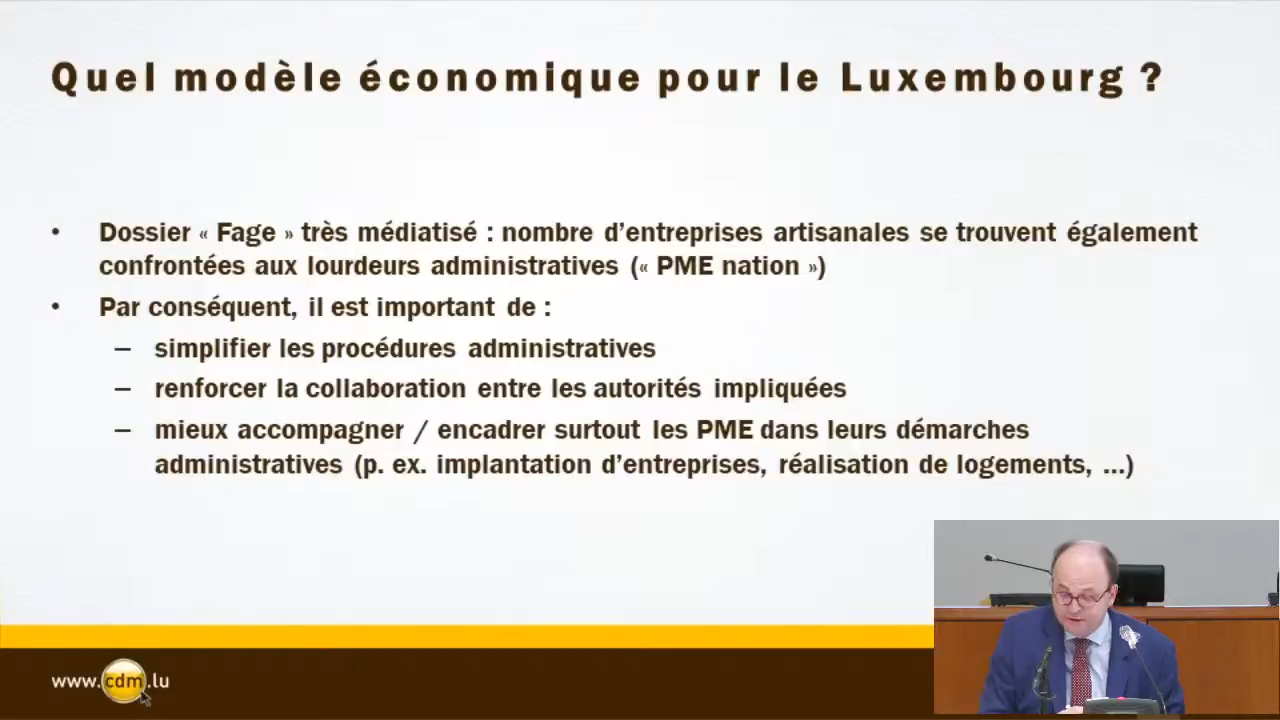 Quel modèle économique pour le Luxembourg ?
• Dossier « Fage » très médiatisé : nombre d’entreprises artisanales se trouvent également
confrontées aux lourdeurs administratives (« PME nation »)
• Par conséquent, il est important de :
– simplifier les procédures administratives
– renforcer la collaboration entre les autorités impliquées
– mieux accompagner / encadrer surtout les PME dans leurs démarches
administratives (p. ex. implantation d’entreprises, réalisation de logements, ...)
www.cdm.lu